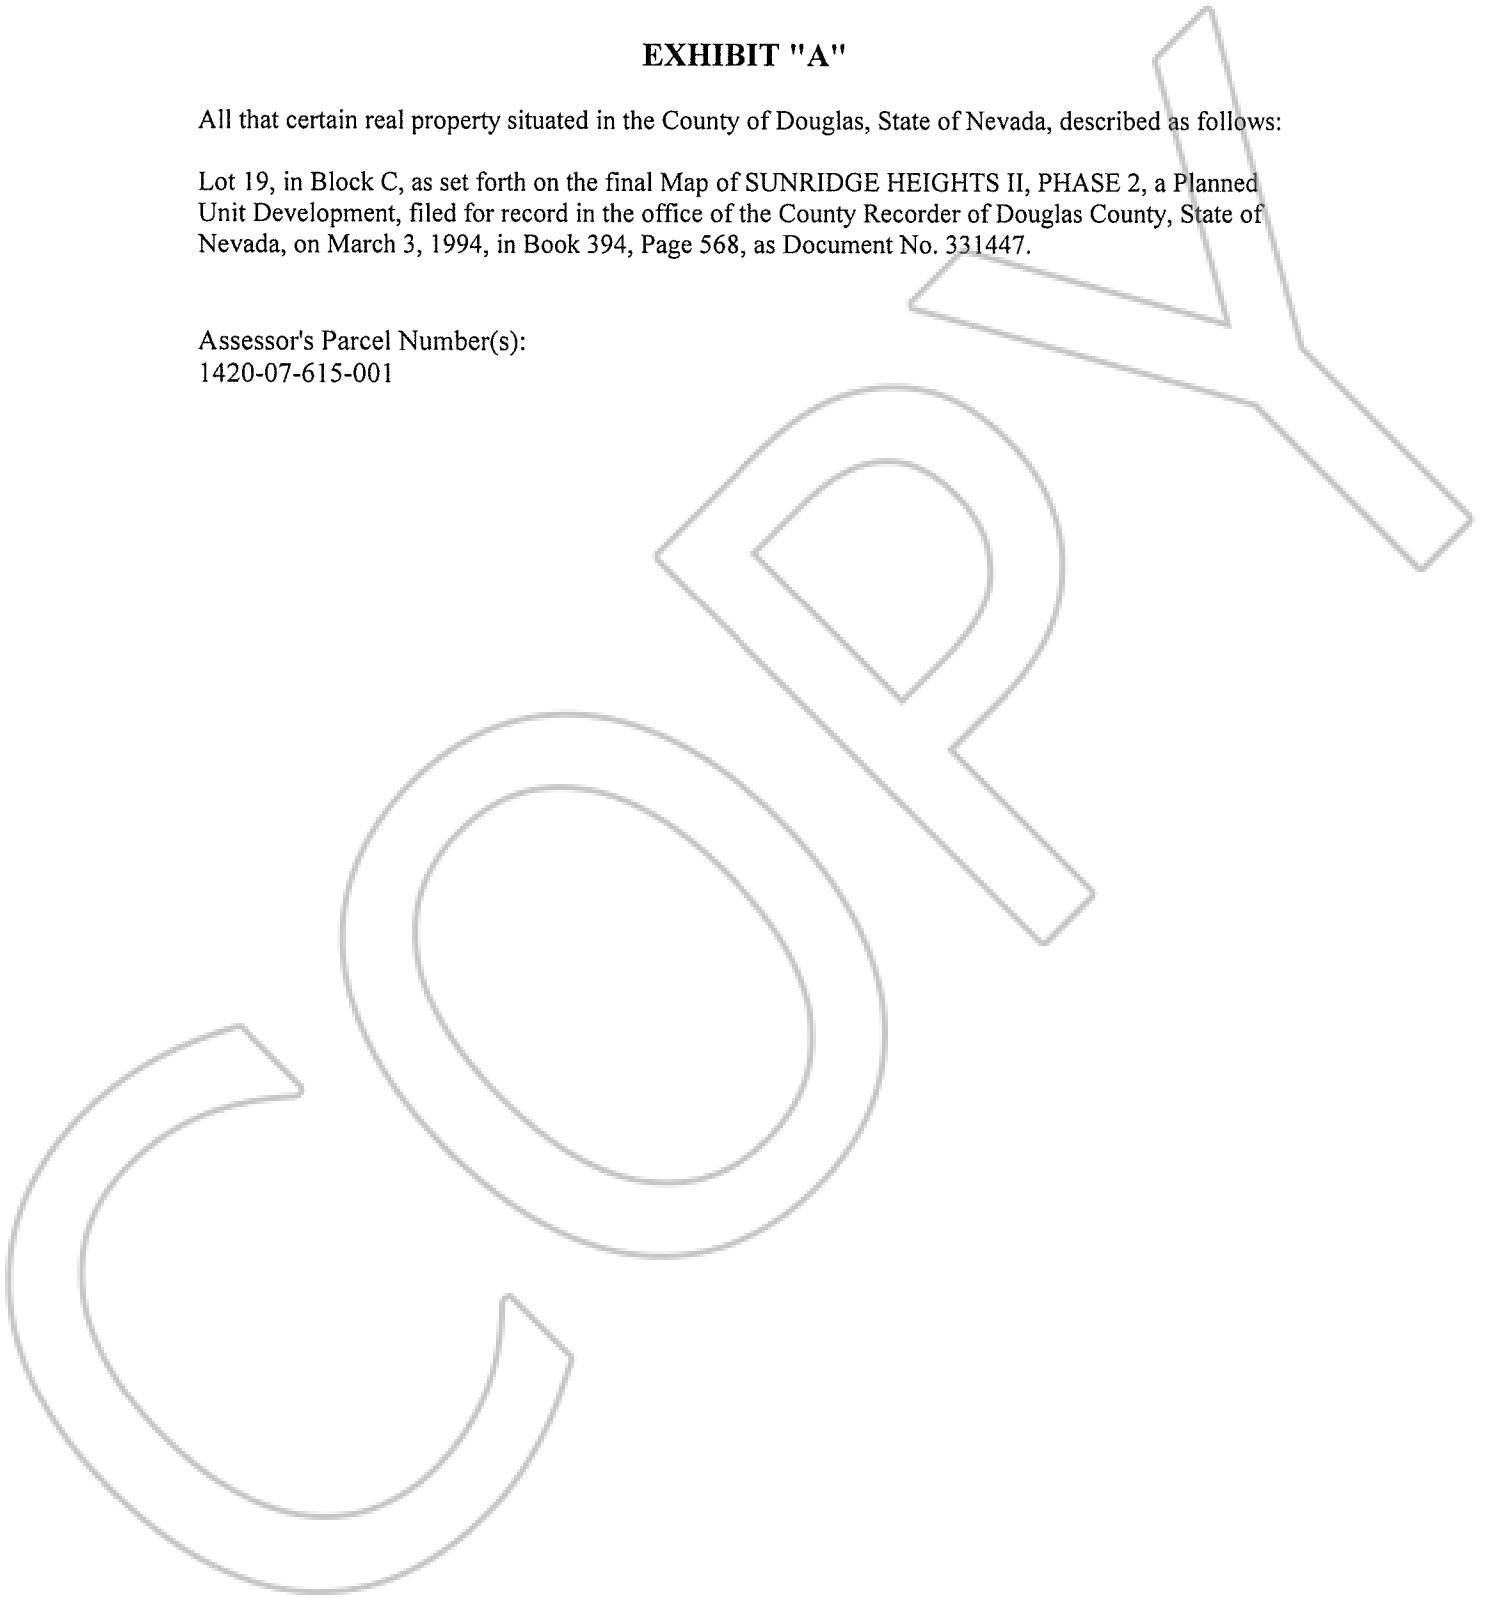 EXHIBIT "A"
All that certain real property situated in the County of Douglas, State of Nevada, described as follows:
Lot 19, in Block C, as set forth on the final Map of SUNRIDGE HEIGHTS II, PHASE 2, a Planned
Unit Development, filed for record in the office of the County Recorder of Douglas County, State of
Nevada, on March 3, 1994, in Book 394, Page 568, as Document No. 331447.
Assessor's Parcel Number(s):
1420-07-615-001
COPY